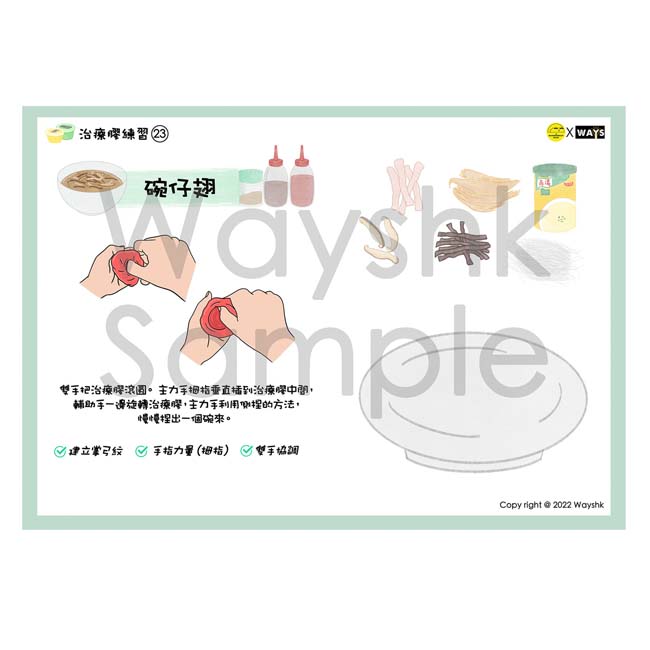 治療膠練習㉓
X WAYS
碗仔翅
Wayshk
Sample
雙手把治療膠滾圓。主力手拇指垂直插到治療膠中間，
輔助手一邊旋轉治療膠，主力手利用側捏的方法，
慢慢捏出一個碗來。
建立掌弓紋 手指力量(拇指) 雙手協調
Copy right @ 2022 Wayshk